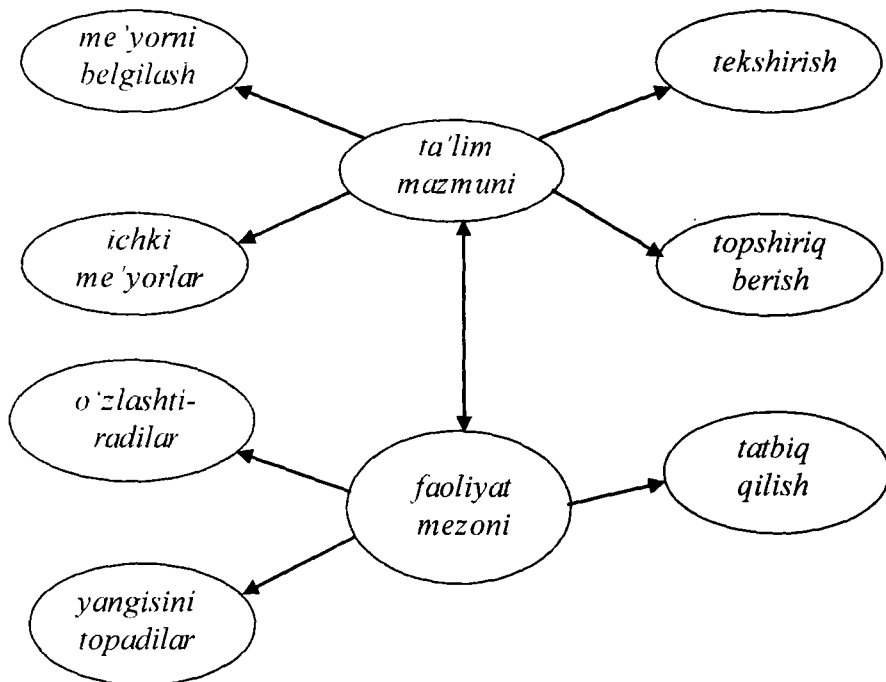 me'yorni
belgilash
tekshirish
ta'lim
mazmuni
ichki
me'yorlar
topshiriq
berish
o'zlashti-
radilar
tatbiq
qilish
faoliyat
mezoni
yangisini
topadilar